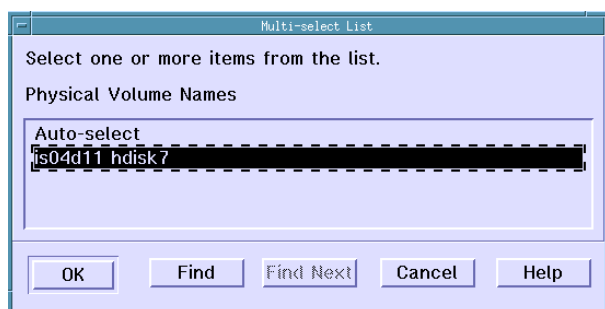 Multi-select List
Select one or more items from the list.
Physical Volume Names
Auto-select
is04d11 hdisk7
OK Find Find Next Cancel Help